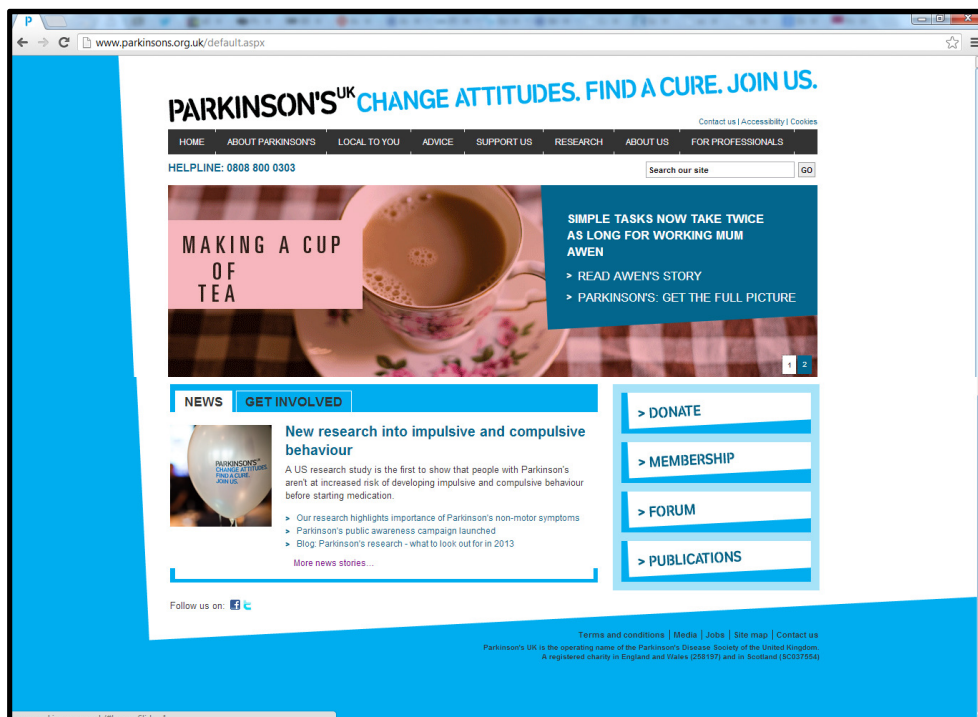 www.parkinsons.org.uk/default.aspx
PARKINSON'S UK CHANGE ATTITUDES. FIND A CURE. JOIN US.
Contact us | Accessibility | Cookies
HOME ABOUT PARKINSON'S LOCAL TO YOU ADVICE SUPPORT US RESEARCH ABOUT US FOR PROFESSIONALS
HELPLINE: 0808 800 0303
Search our site GO
MAKING A CUP
OF
TEA
SIMPLE TASKS NOW TAKE TWICE
AS LONG FOR WORKING MUM
AWEN
> READ AWEN'S STORY
> PARKINSON'S: GET THE FULL PICTURE
1 2
NEWS GET INVOLVED
PARKINSON'S UK
CHANGE ATTITUDES.
FIND A CURE.
JOIN US.
New research into impulsive and compulsive
behaviour
A US research study is the first to show that people with Parkinson's
aren't at increased risk of developing impulsive and compulsive behaviour
before starting medication.
> Our research highlights importance of Parkinson's non-motor symptoms
> Parkinson's public awareness campaign launched
> Blog: Parkinson's research - what to look out for in 2013
More news stories...
> DONATE
> MEMBERSHIP
> FORUM
> PUBLICATIONS
Follow us on:
Terms and conditions | Media | Jobs | Site map | Contact us
Parkinson's UK is the operating name of the Parkinson's Disease Society of the United Kingdom.
A registered charity in England and Wales (258197) and in Scotland (SC037554)